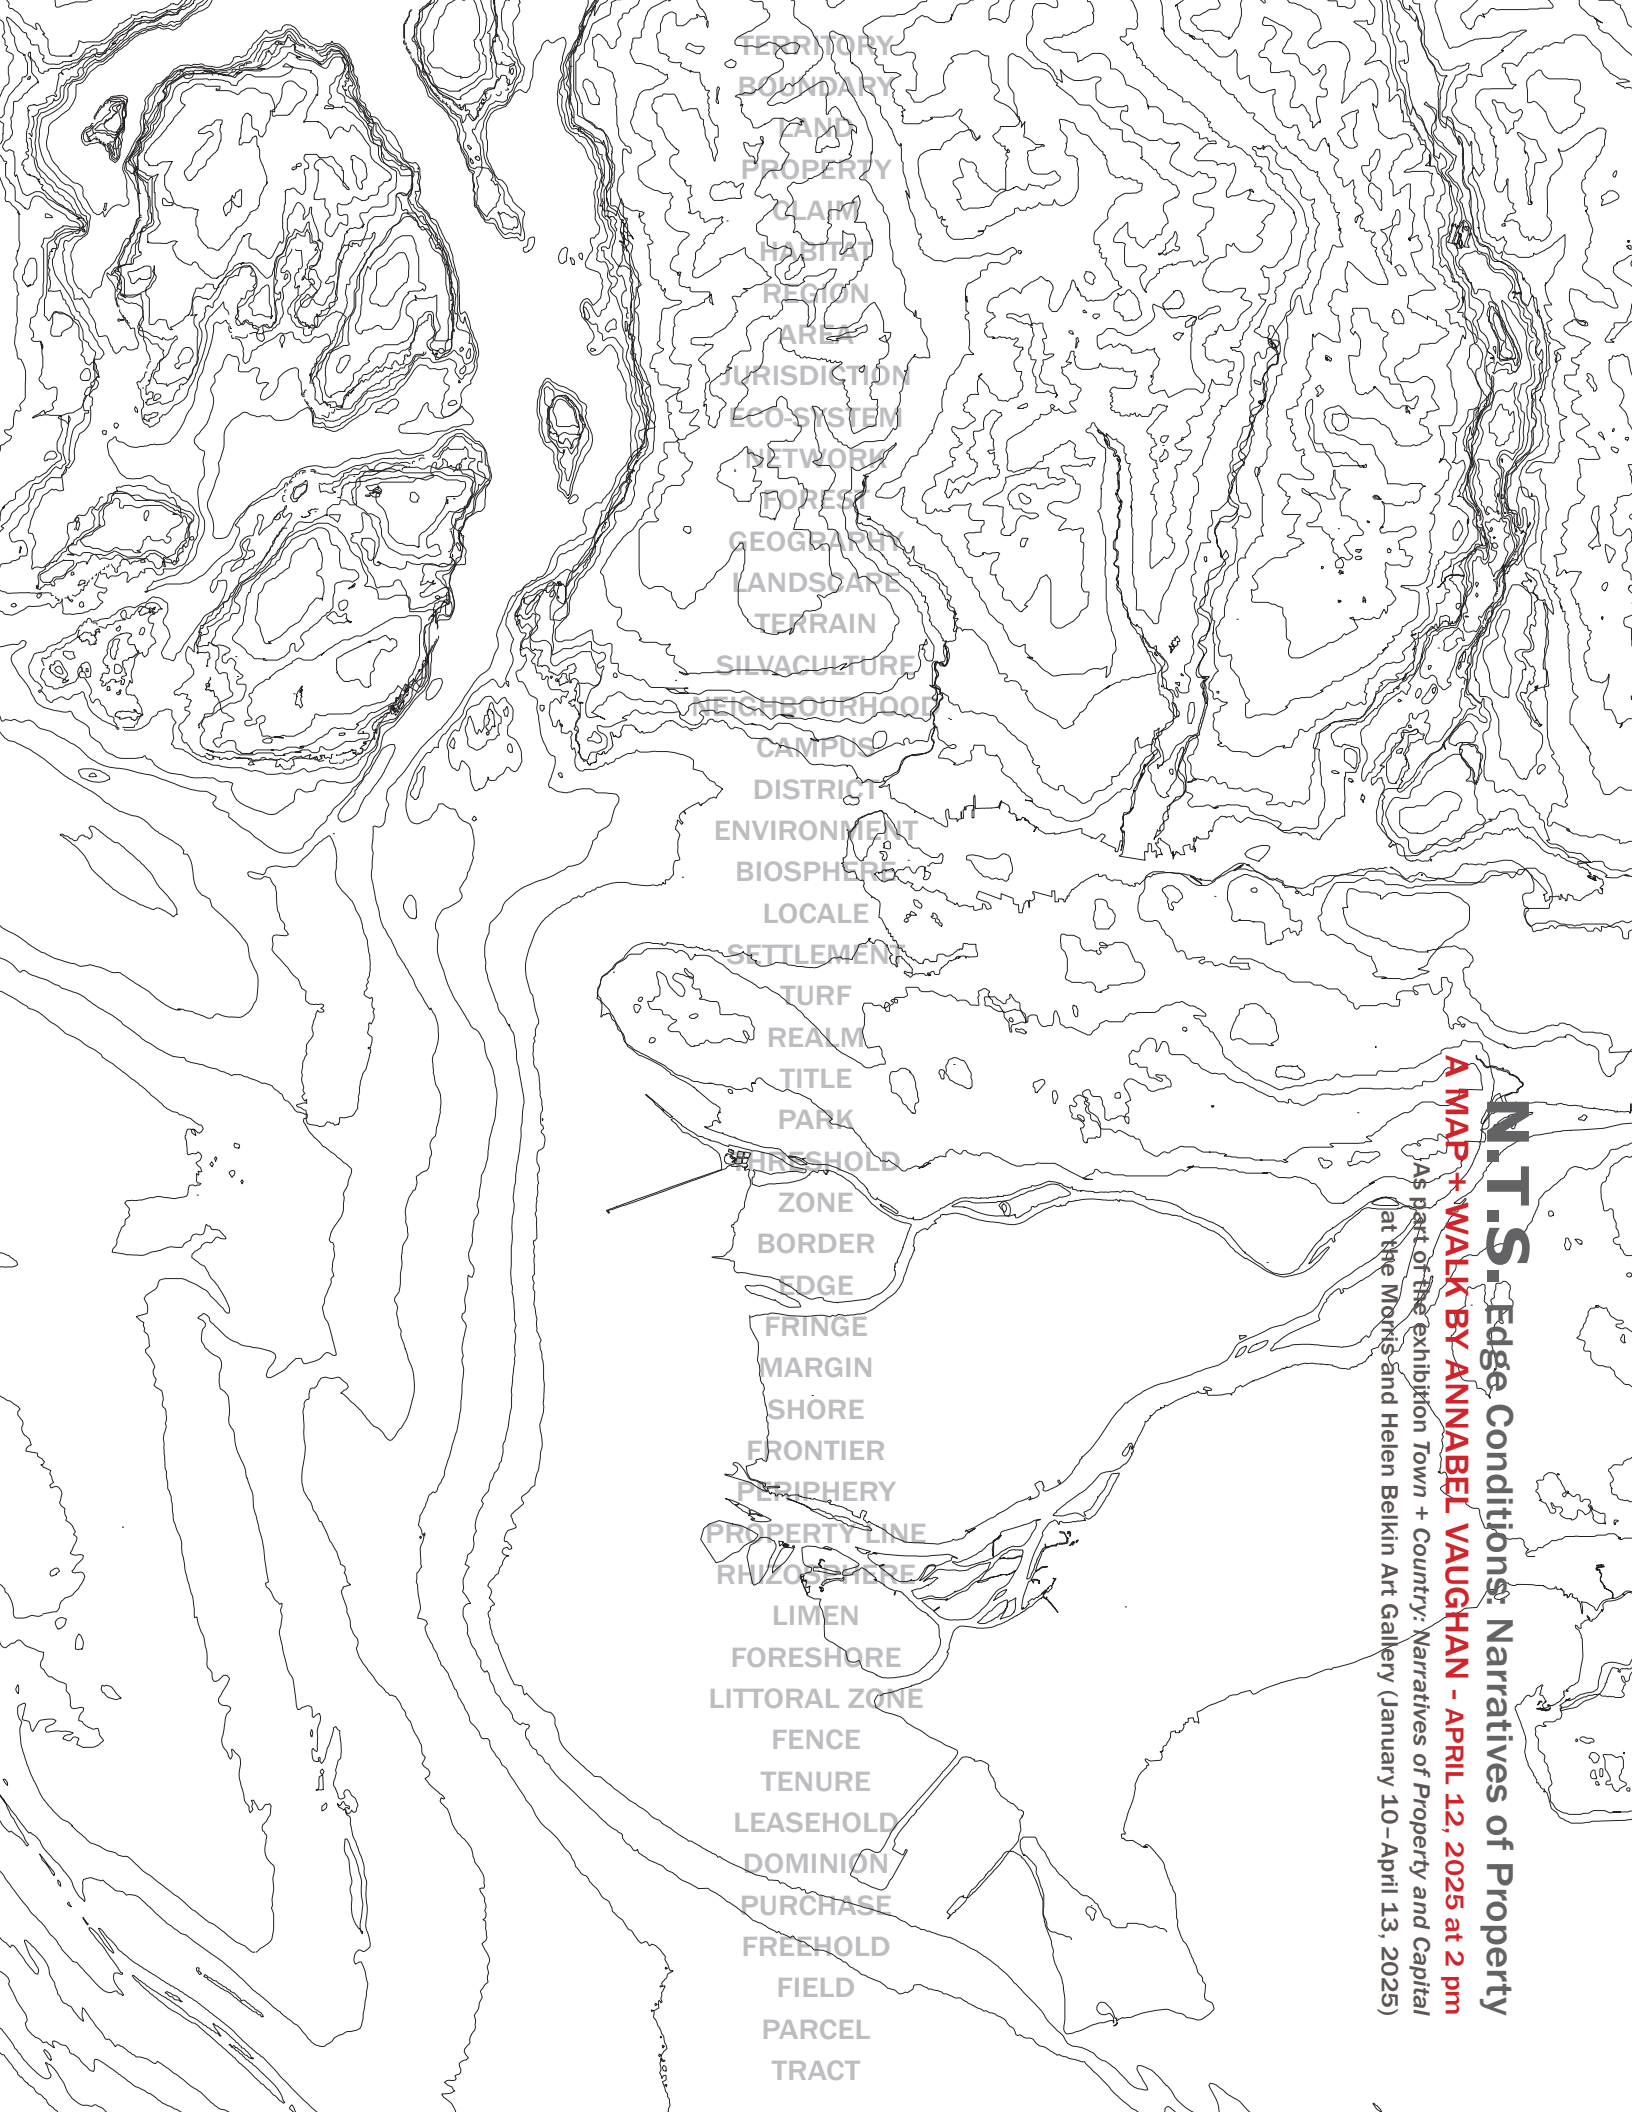 TERRITORY
BOUNDARY
LAND
PROPERTY
CLAIM
HABITAT
REGION
AREA
JURISDICTION
ECO-SYSTEM
NETWORK
FOREST
GEOGRAPHY
LANDSCAPE
TERRAIN
SILVACULTURE
NEIGHBOURHOOD
CAMPUS
DISTRICT
ENVIRONMENT
BIOSPHERE
LOCALE
SETTLEMENT
TURF
REALM
TITLE
PARK
THRESHOLD
ZONE
BORDER
EDGE
FRINGE
MARGIN
SHORE
FRONTIER
PERIPHERY
PROPERTY LINE
RHIZOSPHERE
LIMEN
FORESHORE
LITTORAL ZONE
FENCE
TENURE
LEASEHOLD
DOMINION
PURCHASE
FREEHOLD
FIELD
PARCEL
TRACT
N.T.S. Edge Conditions: Narratives of Property
A MAP + WALK BY ANNABEL VAUGHAN - APRIL 12, 2025 at 2 pm
As part of the exhibition Town + Country: Narratives of Property and Capital
at the Morris and Helen Belkin Art Gallery (January 10–April 13, 2025)